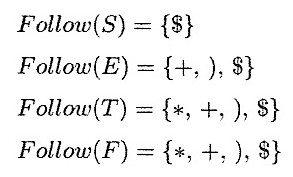 Follow(S) = {$}
Follow(E) = {+, ), $}
Follow(T) = {*, +, ), $}
Follow(F) = {*, +, ), $}